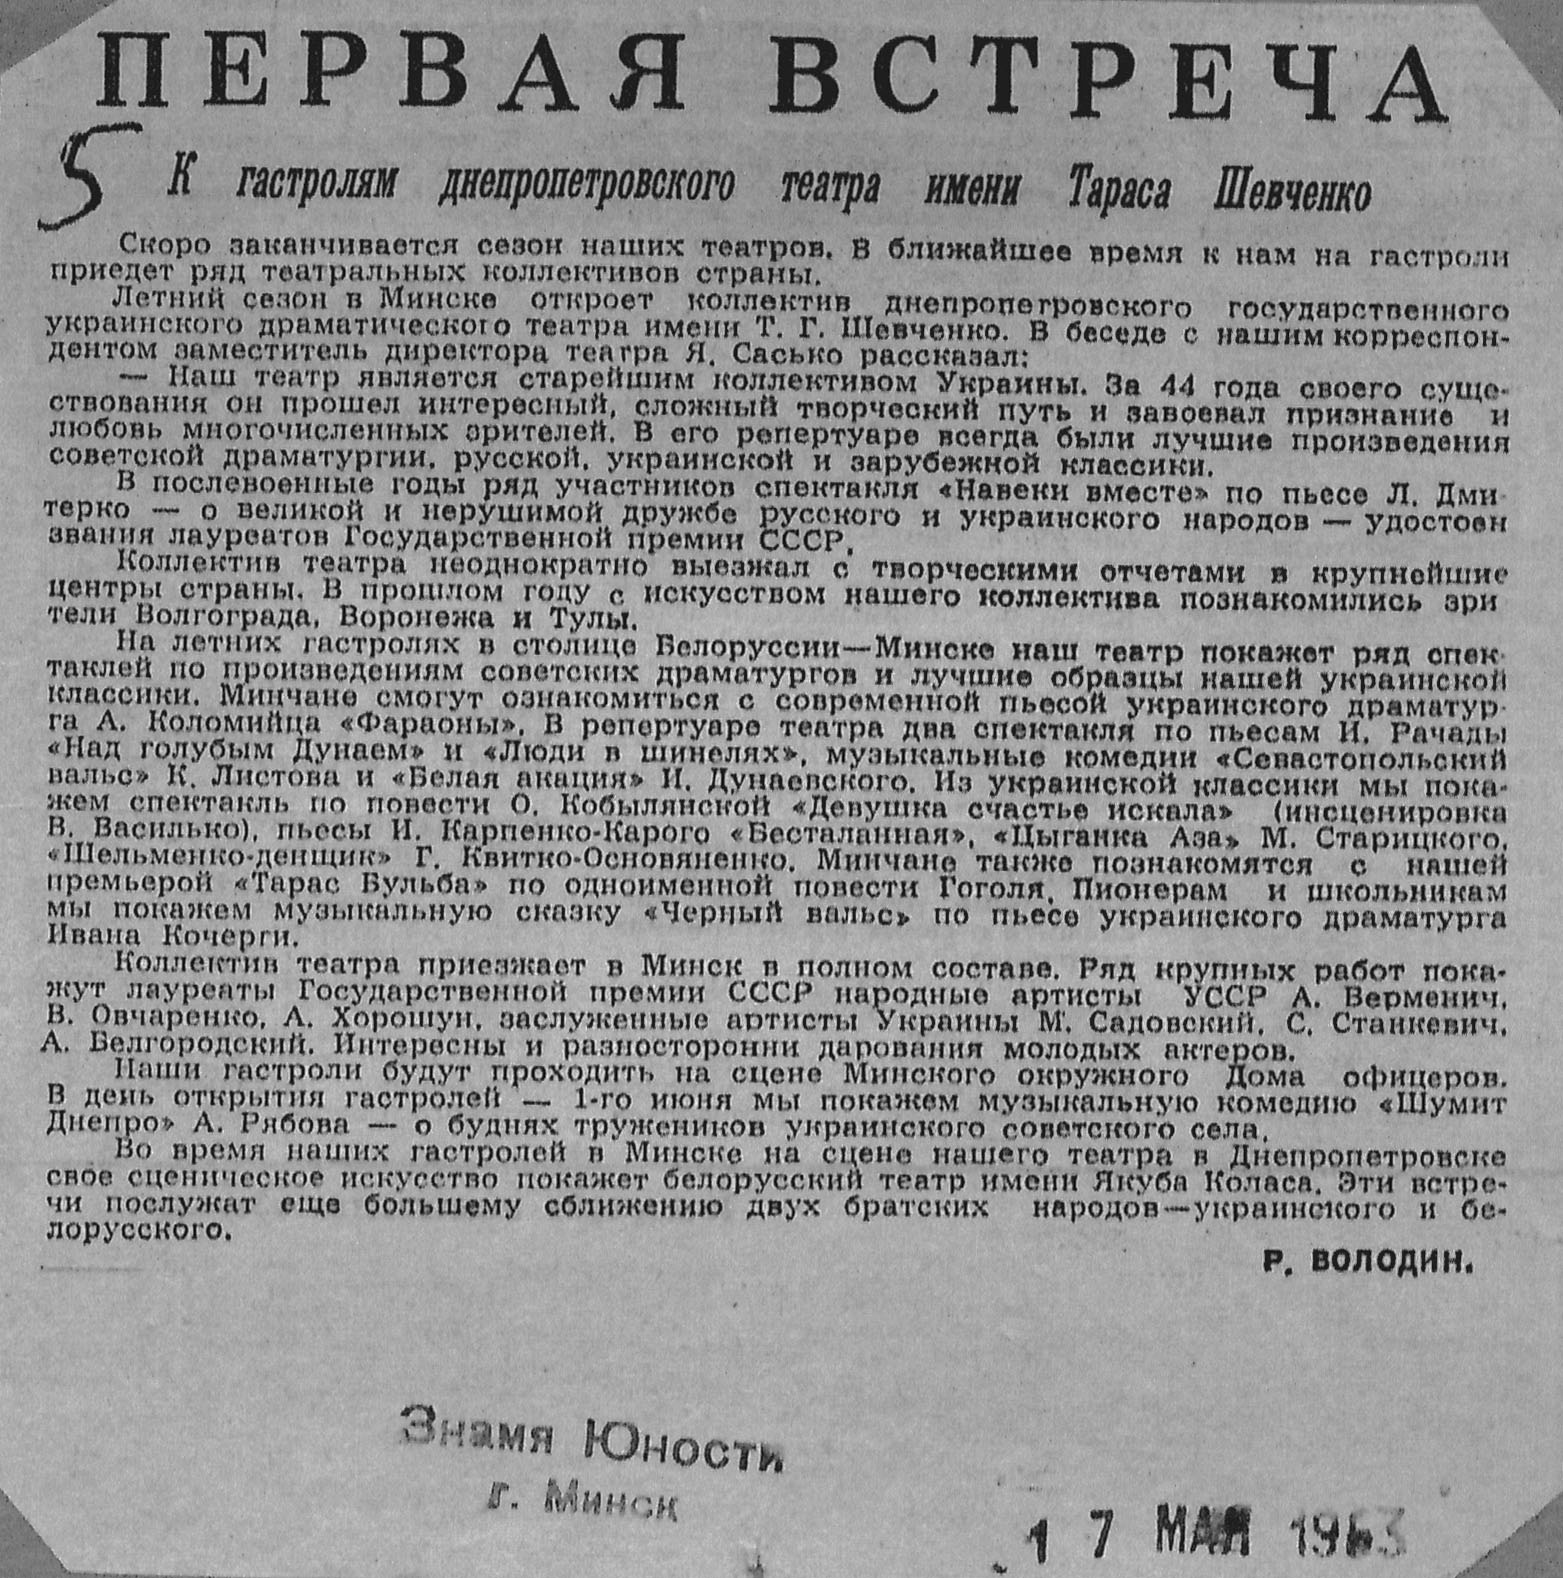 ПЕРВАЯ ВСТРЕЧА
5
К гастролям днепропетровского театра имени Тараса Шевченко
Скоро заканчивается сезон наших театров. В ближайшее время к нам на гастроли
приедет ряд театральных коллективов страны.
Летний сезон в Минске откроет коллектив днепропетровского государственного
украинского драматического театра имени Т. Г. Шевченко. В беседе с нашим корреспон-
дентом заместитель директора театра Я. Сасько рассказал:
— Наш театр является старейшим коллективом Украины. За 44 года своего суще-
ствования он прошел интересный, сложный творческий путь и завоевал признание и
любовь многочисленных зрителей. В его репертуаре всегда были лучшие произведения
советской драматургии, русской, украинской и зарубежной классики.
В послевоенные годы ряд участников спектакля «Навеки вместе» по пьесе Л. Дми-
терко — о великой и нерушимой дружбе русского и украинского народов — удостоен
звания лауреатов Государственной премии СССР.
Коллектив театра неоднократно выезжал с творческими отчетами в крупнейшие
центры страны. В прошлом году с искусством нашего коллектива познакомились зри
тели Волгограда, Воронежа и Тулы.
На летних гастролях в столице Белоруссии—Минске наш театр покажет ряд спек-
таклей по произведениям советских драматургов и лучшие образцы нашей украинской
классики. Минчане смогут ознакомиться с современной пьесой украинского драматур-
га А. Коломийца «Фараоны». В репертуаре театра два спектакля по пьесам И. Рачады
«Над голубым Дунаем» и «Люди в шинелях», музыкальные комедии «Севастопольский
вальс» К. Листова и «Белая акация» И. Дунаевского. Из украинской классики мы пока-
жем спектакль по повести О. Кобылянской «Девушка счастье искала» (инсценировка
В. Василько), пьесы И. Карпенко-Карого «Бесталанная», «Цыганка Аза» М. Старицкого,
«Шельменко-денщик» Г. Квитко-Основяненко. Минчане также познакомятся с нашей
премьерой «Тарас Бульба» по одноименной повести Гоголя. Пионерам и школьникам
мы покажем музыкальную сказку «Черный вальс» по пьесе украинского драматурга
Ивана Кочерги.
Коллектив театра приезжает в Минск в полном составе. Ряд крупных работ пока-
жут лауреаты Государственной премии СССР народные артисты УССР А. Верменич,
В. Овчаренко, А. Хорошун, заслуженные артисты Украины М. Садовский, С. Станкевич,
А. Белгородский. Интересны и разносторонни дарования молодых актеров.
Наши гастроли будут проходить на сцене Минского окружного Дома офицеров.
В день открытия гастролей — 1-го июня мы покажем музыкальную комедию «Шумит
Днепро» А. Рябова — о буднях тружеников украинского советского села.
Во время наших гастролей в Минске на сцене нашего театра в Днепропетровске
свое сценическое искусство покажет белорусский театр имени Якуба Коласа. Эти встре-
чи послужат еще большему сближению двух братских народов—украинского и бе-
лорусского.
Р. ВОЛОДИН.
Знамя Юности
г. Минск
17 МАЯ 1963